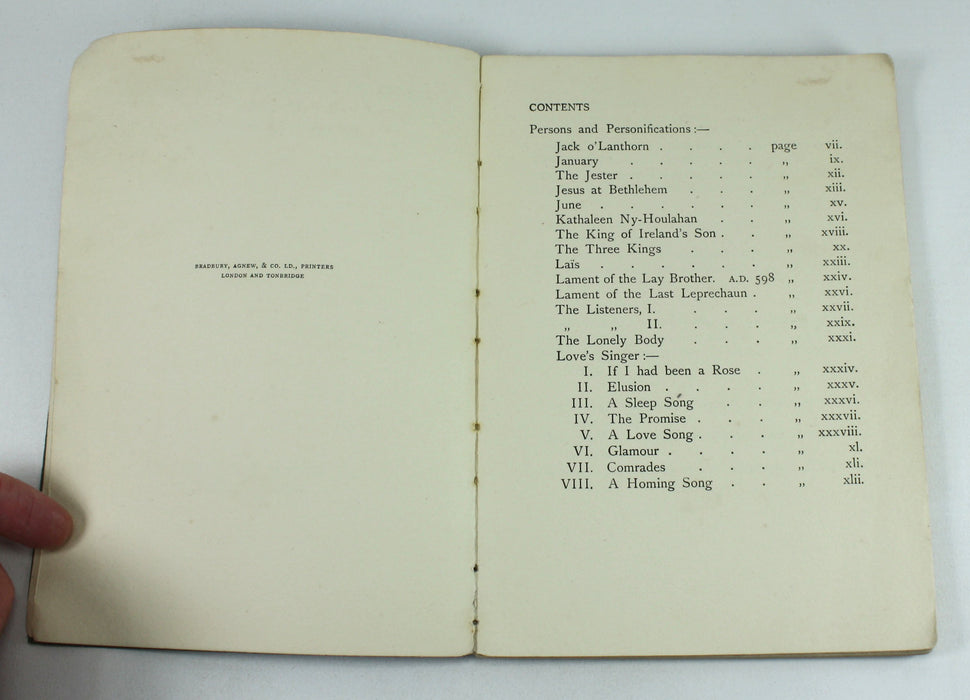 BRADBURY, AGNEW, & CO. LD., PRINTERS
LONDON AND TONBRIDGE
CONTENTS
Persons and Personifications :—
Jack o'Lanthorn . . . . page vii.
January . . . . . „ ix.
The Jester . . . . . „ xii.
Jesus at Bethlehem . . . „ xiii.
June . . . . . . „ xv.
Kathaleen Ny-Houlahan . . „ xvi.
The King of Ireland's Son . . „ xviii.
The Three Kings . . . „ xx.
Laïs . . . . . . „ xxiii.
Lament of the Lay Brother. A.D. 598 „ xxiv.
Lament of the Last Leprechaun . „ xxvi.
The Listeners, I. . . . „ xxvii.
„ „ II. . . . „ xxix.
The Lonely Body . . . „ xxxi.
Love's Singer :—
I. If I had been a Rose . „ xxxiv.
II. Elusion . . . . „ xxxv.
III. A Sleep Song . . „ xxxvi.
IV. The Promise . . . „ xxxvii.
V. A Love Song . . . „ xxxviii.
VI. Glamour . . . . „ xl.
VII. Comrades . . . „ xli.
VIII. A Homing Song . . „ xlii.